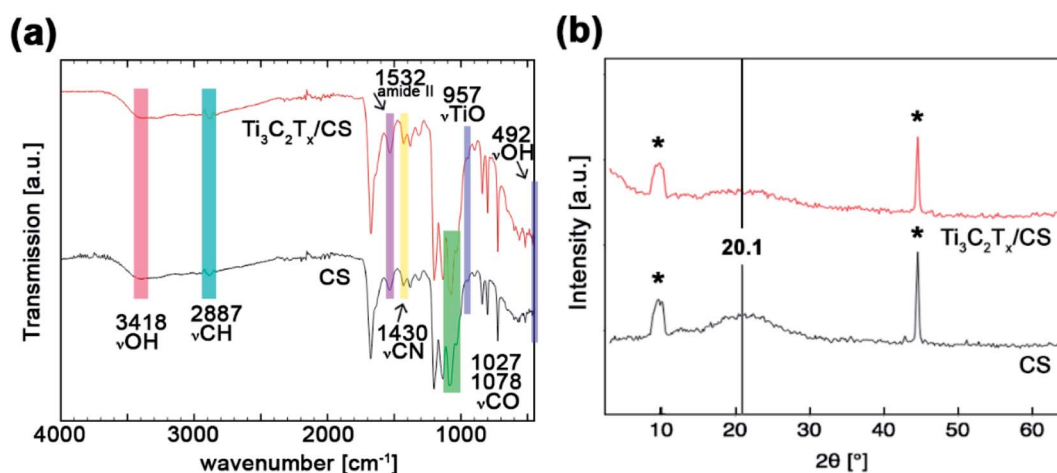 (a)
Transmission [a.u.]
1532
amide II
957
νTiO
492
νOH
Ti₃C₂Tₓ/CS
CS
3418
νOH
2887
νCH
1430
νCN
1027
1078
νCO
4000 3000 2000 1000
wavenumber [cm⁻¹]
(b)
Intensity [a.u.]
* *
Ti₃C₂Tₓ/CS
20.1
* *
CS
10 20 30 40 50 60
2θ [°]